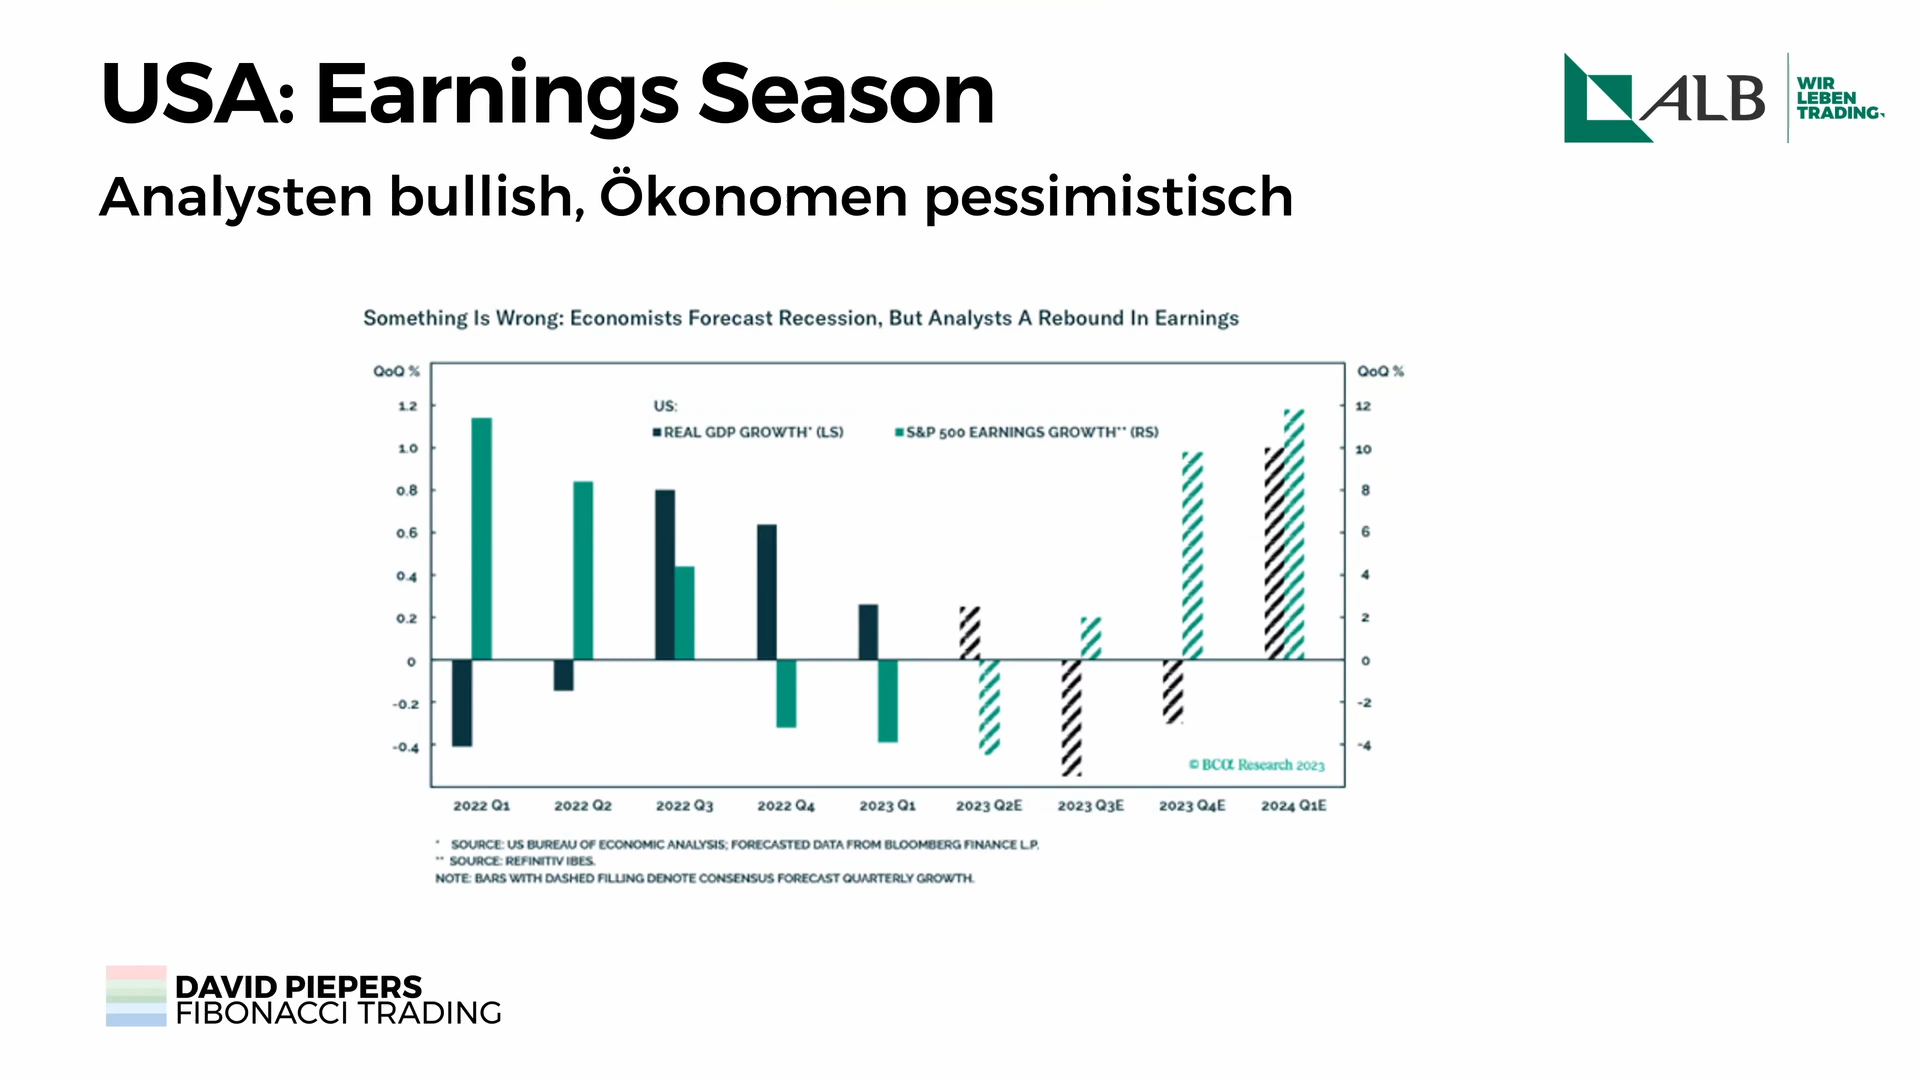 USA: Earnings Season
ALB
WIR
LEBEN
TRADING
Analysten bullish, Ökonomen pessimistisch
Something Is Wrong: Economists Forecast Recession, But Analysts A Rebound In Earnings
QoQ %
QoQ %
US:
REAL GDP GROWTH* (LS)
S&P 500 EARNINGS GROWTH** (RS)
1.2
1.0
0.8
0.6
0.4
0.2
0
-0.2
-0.4
12
10
8
6
4
2
0
-2
-4
© BCα Research 2023
2022 Q1 2022 Q2 2022 Q3 2022 Q4 2023 Q1 2023 Q2E 2023 Q3E 2023 Q4E 2024 Q1E
* SOURCE: US BUREAU OF ECONOMIC ANALYSIS; FORECASTED DATA FROM BLOOMBERG FINANCE L.P.
** SOURCE: REFINITIV IBES.
NOTE: BARS WITH DASHED FILLING DENOTE CONSENSUS FORECAST QUARTERLY GROWTH.
DAVID PIEPERS
FIBONACCI TRADING